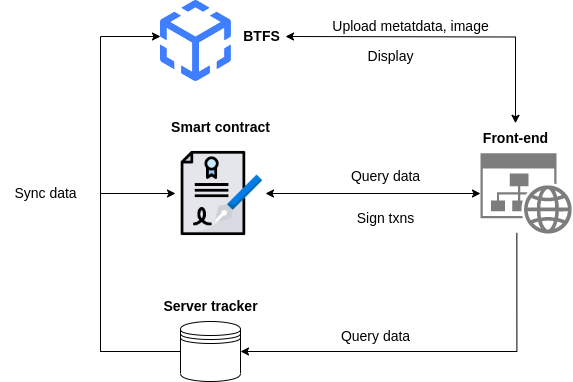 Upload metatdata, image
BTFS
Display
Smart contract
Front-end
Query data
Sync data
Sign txns
Server tracker
Query data